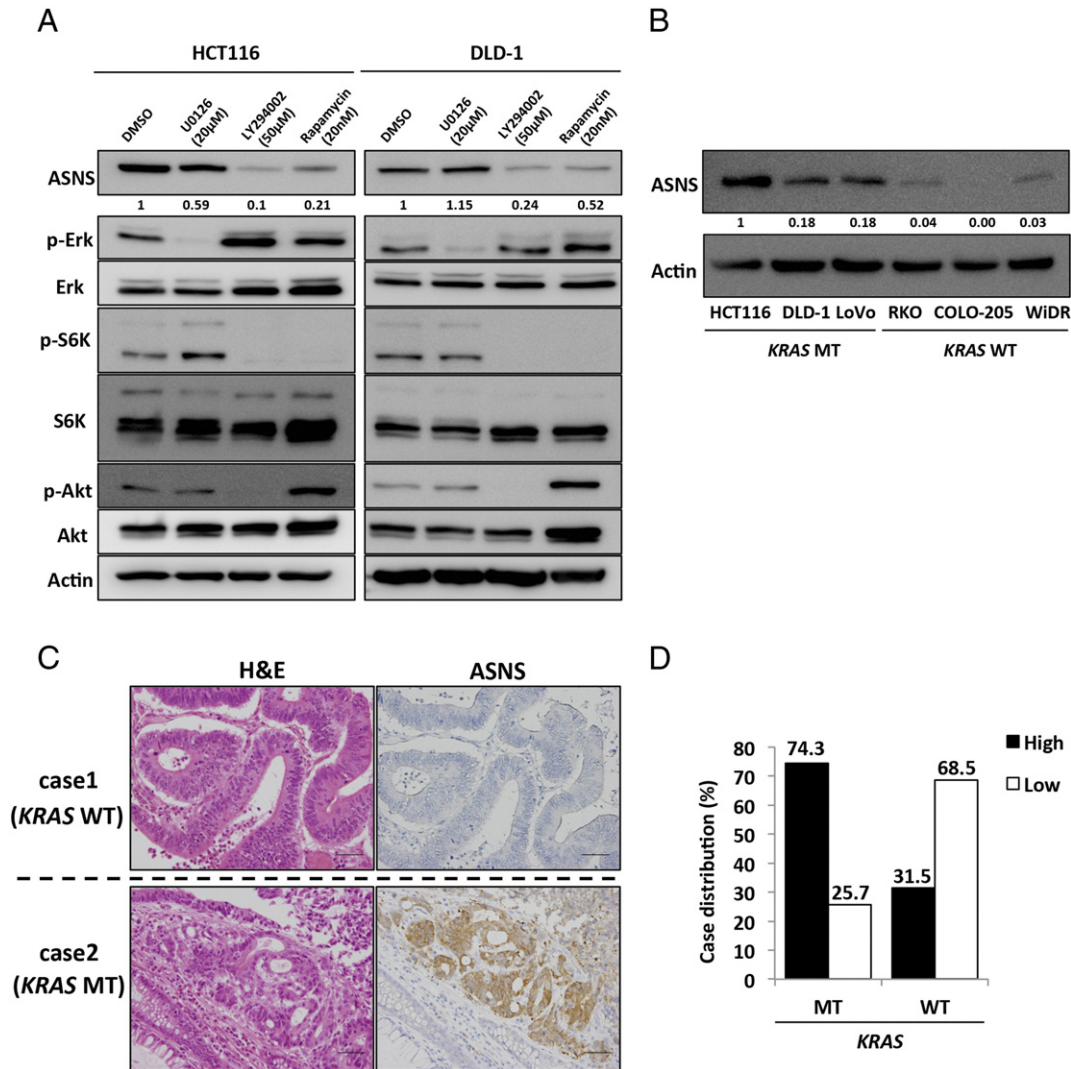 A
HCT116
DLD-1
DMSO
U0126
(20μM)
LY294002
(50μM)
Rapamycin
(20nM)
DMSO
U0126
(20μM)
LY294002
(50μM)
Rapamycin
(20nM)
ASNS
1 0.59 0.1 0.21
1 1.15 0.24 0.52
p-Erk
Erk
p-S6K
S6K
p-Akt
Akt
Actin
B
ASNS
1 0.18 0.18 0.04 0.00 0.03
Actin
HCT116 DLD-1 LoVo RKO COLO-205 WiDR
KRAS MT
KRAS WT
C
H&E
ASNS
case1
(KRAS WT)
case2
(KRAS MT)
D
Case distribution (%)
80
70
60
50
40
30
20
10
0
74.3
25.7
31.5
68.5
High
Low
MT
WT
KRAS